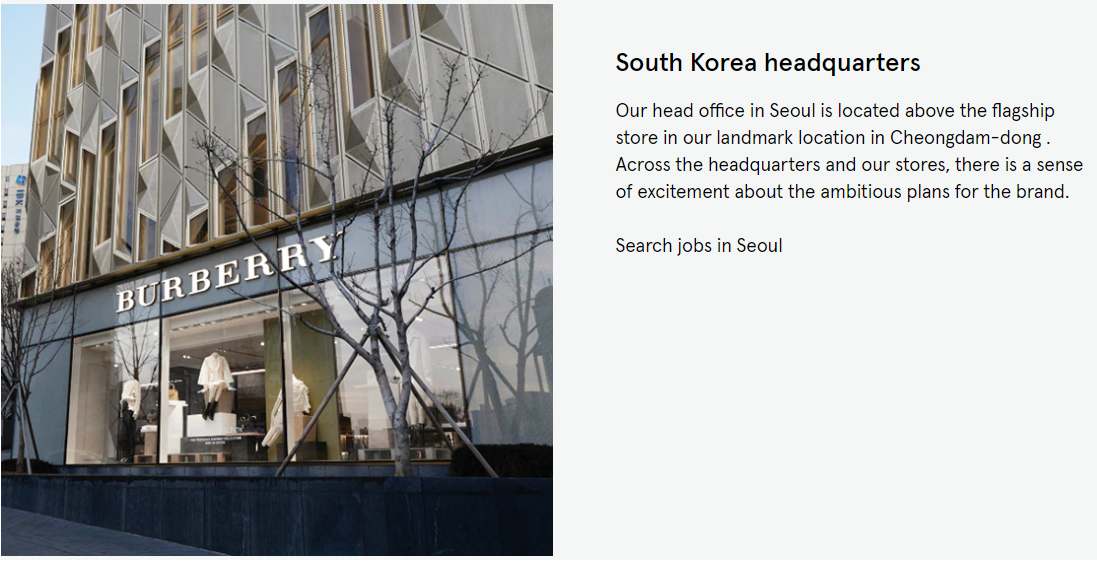 South Korea headquarters
Our head office in Seoul is located above the flagship
store in our landmark location in Cheongdam-dong .
Across the headquarters and our stores, there is a sense
of excitement about the ambitious plans for the brand.
Search jobs in Seoul
IBK
BURBERRY